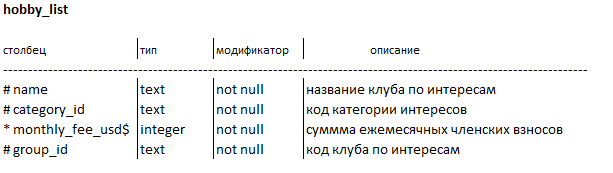 hobby_list
столбец тип модификатор описание
----------------------------------------------------------------------------------------------------
# name text not null название клуба по интересам
# category_id text not null код категории интересов
* monthly_fee_usd$ integer not null суммма ежемесячных членских взносов
# group_id text not null код клуба по интересам